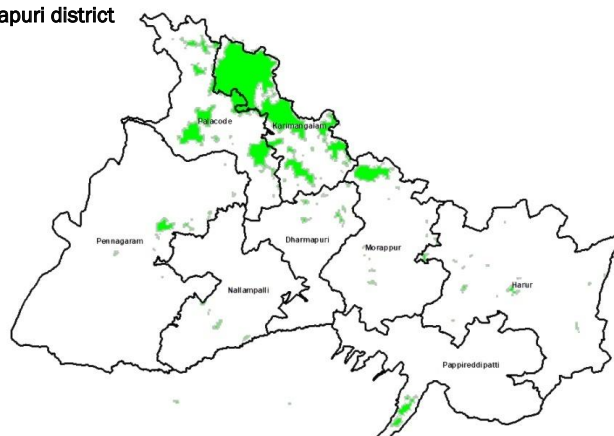 apuri district
Palacode
Karimangalam
Pennagaram
Dharmapuri
Morappur
Nallampalli
Harur
Pappireddipatti